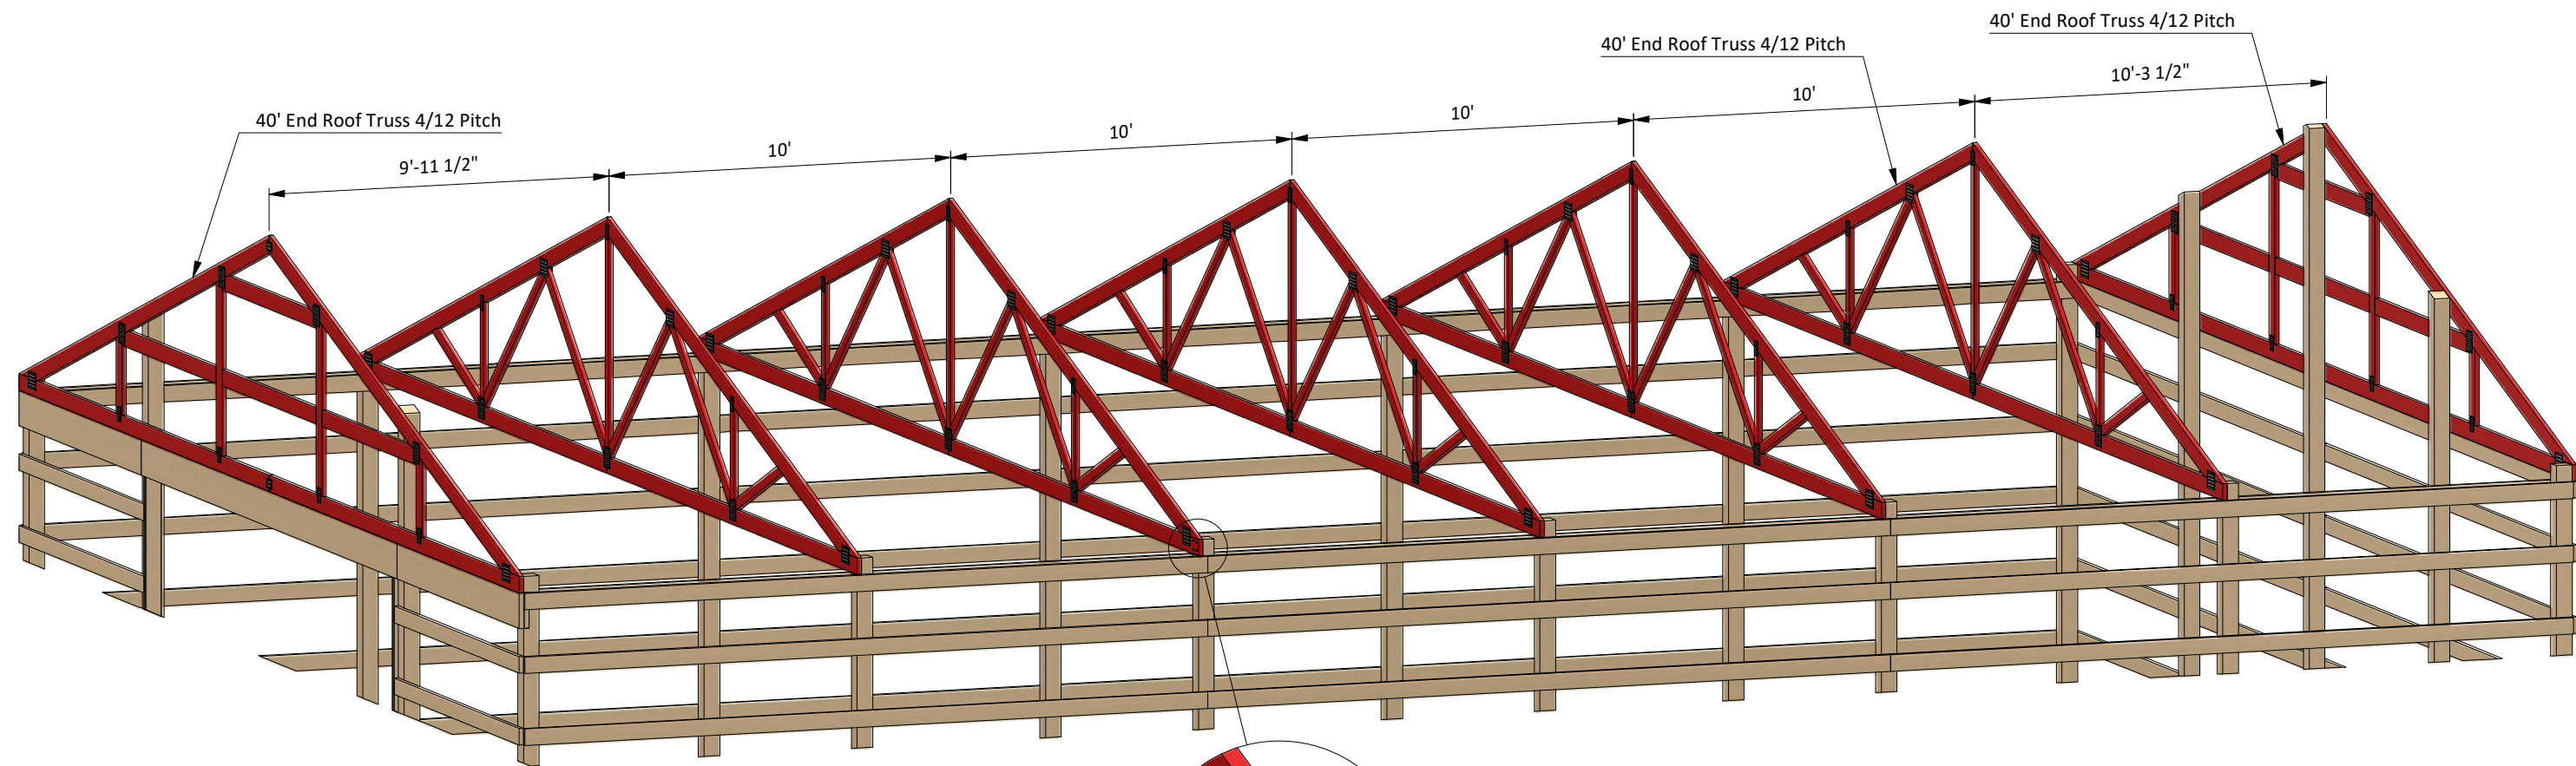 40' End Roof Truss 4/12 Pitch
40' End Roof Truss 4/12 Pitch
10'-3 1/2"
40' End Roof Truss 4/12 Pitch
10'
10'
10'
10'
9'-11 1/2"